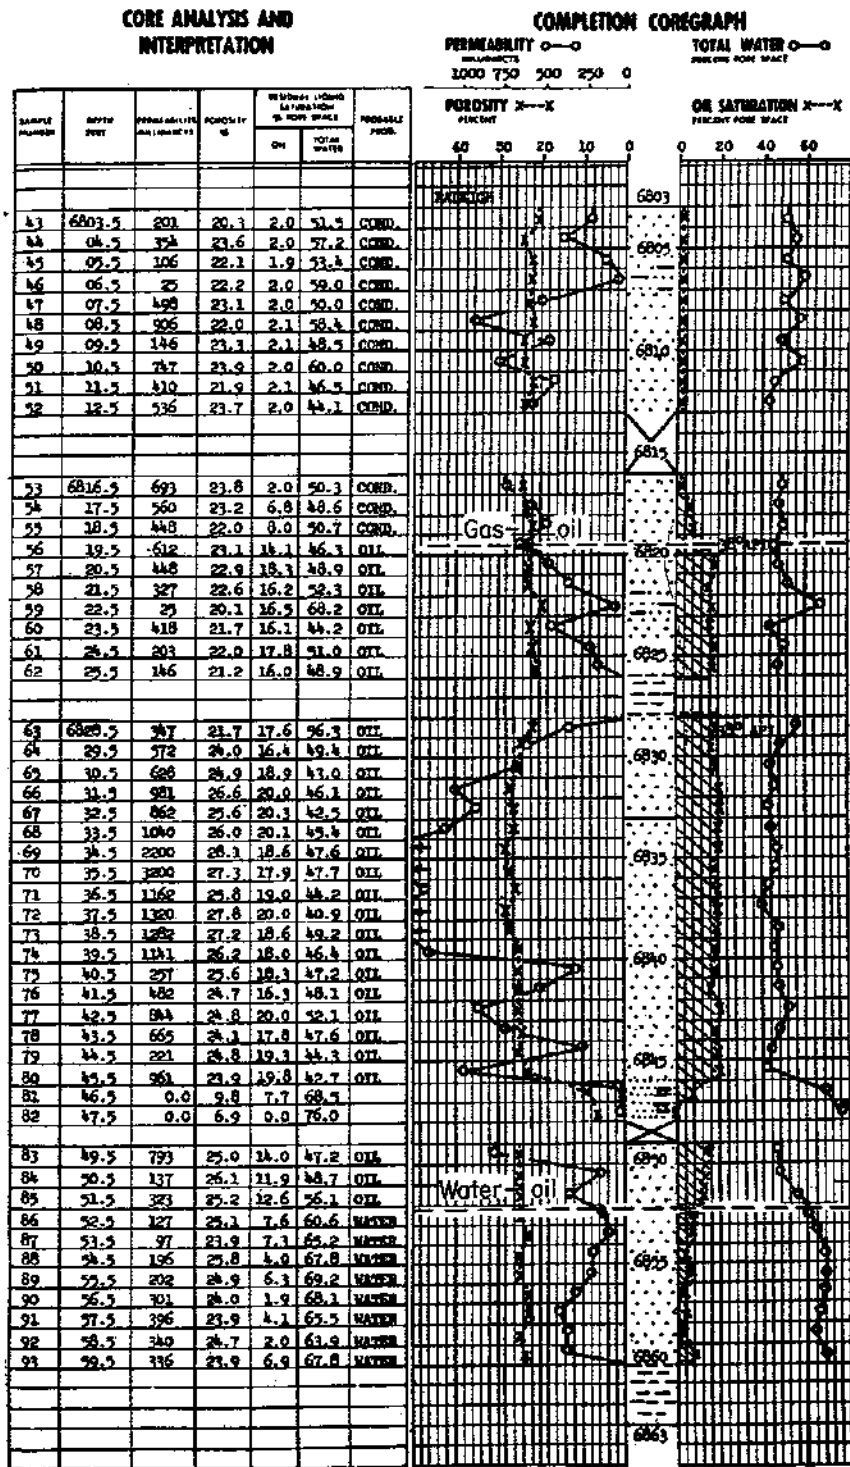 CORE ANALYSIS AND
INTERPRETATION
COMPLETION COREGRAPH
PERMEABILITY o—o
MILLIDARCYS
1000 750 500 250 0
TOTAL WATER o—o
PERCENT PORE SPACE
POROSITY x---x
PERCENT
60 50 40 30 20 10 0
OIL SATURATION x---x
PERCENT PORE SPACE
0 20 40 60
SAMPLE NUMBER DEPTH FEET PERMEABILITY MILLIDARCYS POROSITY % RESIDUAL LIQUID SATURATION % PORE SPACE OIL TOTAL WATER PROBABLE PROD.
43 6803.5 201 20.3 2.0 51.5 COND.
44 04.5 354 23.6 2.0 57.2 COND.
45 05.5 106 22.1 1.9 53.4 COND.
46 06.5 25 22.2 2.0 59.0 COND.
47 07.5 498 23.1 2.0 50.0 COND.
48 08.5 906 22.0 2.1 58.4 COND.
49 09.5 146 23.3 2.1 48.5 COND.
50 10.5 747 23.9 2.0 60.0 COND.
51 11.5 410 21.9 2.1 46.5 COND.
52 12.5 536 23.7 2.0 44.1 COND.
53 6816.5 693 23.8 2.0 50.3 COND.
54 17.5 560 23.2 6.8 48.6 COND.
55 18.5 448 22.0 8.0 50.7 COND.
56 19.5 612 23.1 14.1 46.3 OIL
57 20.5 448 22.9 18.3 48.9 OIL
58 21.5 327 22.6 16.2 52.3 OIL
59 22.5 25 20.1 16.5 68.2 OIL
60 23.5 418 21.7 16.1 44.2 OIL
61 24.5 203 22.0 17.8 51.0 OIL
62 25.5 146 21.2 16.0 48.9 OIL
63 6828.5 347 21.7 17.6 56.3 OIL
64 29.5 572 24.0 16.4 49.4 OIL
65 30.5 628 24.9 18.9 43.0 OIL
66 31.5 981 26.6 20.0 46.1 OIL
67 32.5 862 25.6 20.3 42.5 OIL
68 33.5 1040 26.0 20.1 45.4 OIL
69 34.5 2200 28.1 18.6 47.6 OIL
70 35.5 3200 27.3 17.9 47.7 OIL
71 36.5 1162 25.8 19.0 44.2 OIL
72 37.5 1320 27.8 20.0 40.9 OIL
73 38.5 1282 27.2 18.6 49.2 OIL
74 39.5 1141 26.2 18.0 46.4 OIL
75 40.5 257 25.6 18.3 47.2 OIL
76 41.5 482 24.7 16.3 48.1 OIL
77 42.5 844 24.8 20.0 52.1 OIL
78 43.5 665 24.1 17.8 47.6 OIL
79 44.5 221 24.8 19.3 44.3 OIL
80 45.5 961 23.9 19.8 42.7 OIL
81 46.5 0.0 9.8 7.7 68.5
82 47.5 0.0 6.9 0.0 76.0
83 49.5 793 25.0 14.0 47.2 OIL
84 50.5 137 26.1 11.9 48.7 OIL
85 51.5 323 25.2 12.6 56.1 OIL
86 52.5 127 25.1 7.6 60.6 WATER
87 53.5 97 23.9 7.3 65.2 WATER
88 54.5 196 25.8 4.0 67.8 WATER
89 55.5 202 24.9 6.3 69.2 WATER
90 56.5 301 24.0 1.9 68.1 WATER
91 57.5 396 23.9 4.1 65.5 WATER
92 58.5 340 24.7 2.0 63.9 WATER
93 59.5 336 23.9 6.9 67.8 WATER
6803
6805
6810
6815
Gas- oil
6820
6825
6830
6835
6840
6845
6850
Water- oil
6855
6860
6863